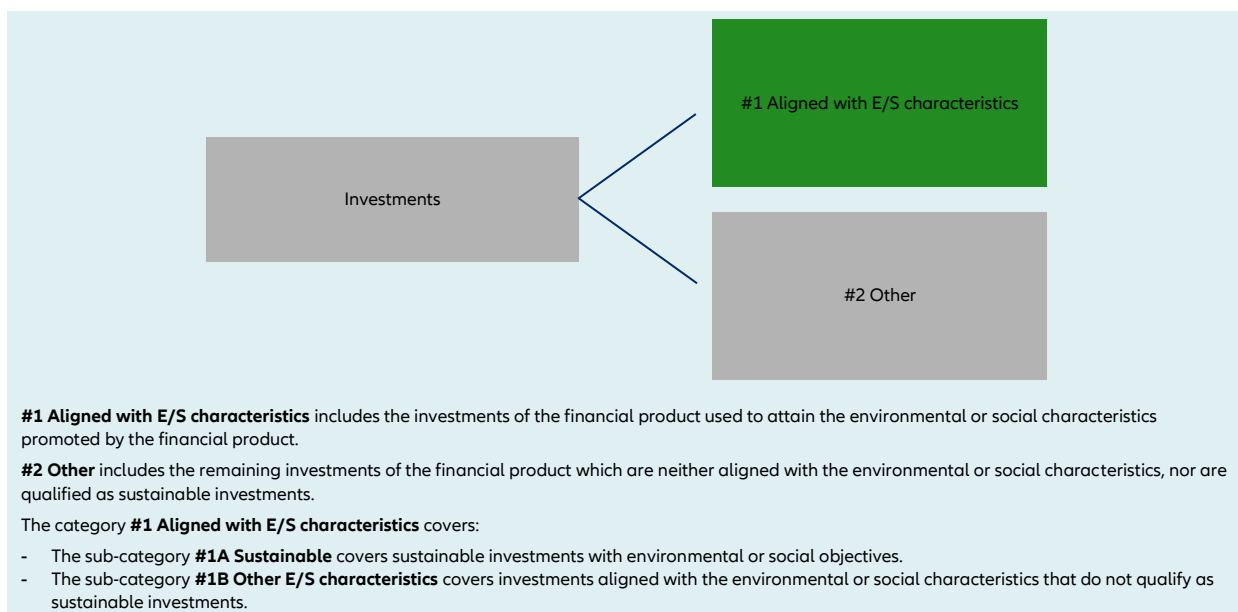 #1 Aligned with E/S characteristics
Investments
#2 Other
#1 Aligned with E/S characteristics includes the investments of the financial product used to attain the environmental or social characteristics
promoted by the financial product.
#2 Other includes the remaining investments of the financial product which are neither aligned with the environmental or social characteristics, nor are
qualified as sustainable investments.
The category #1 Aligned with E/S characteristics covers:
- The sub-category #1A Sustainable covers sustainable investments with environmental or social objectives.
- The sub-category #1B Other E/S characteristics covers investments aligned with the environmental or social characteristics that do not qualify as
sustainable investments.